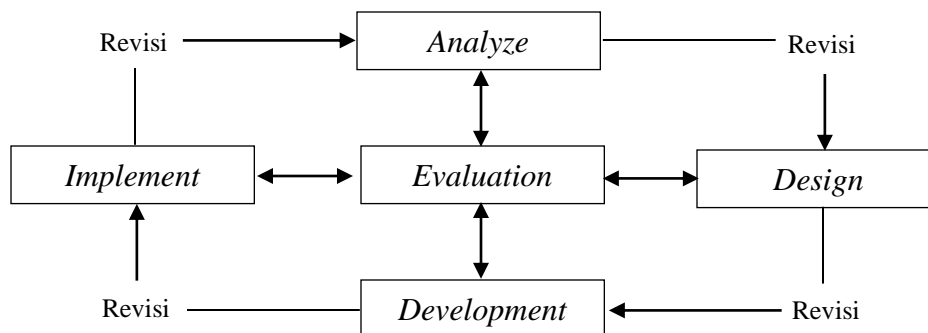 Revisi
Analyze
Revisi
Implement
Evaluation
Design
Revisi
Development
Revisi